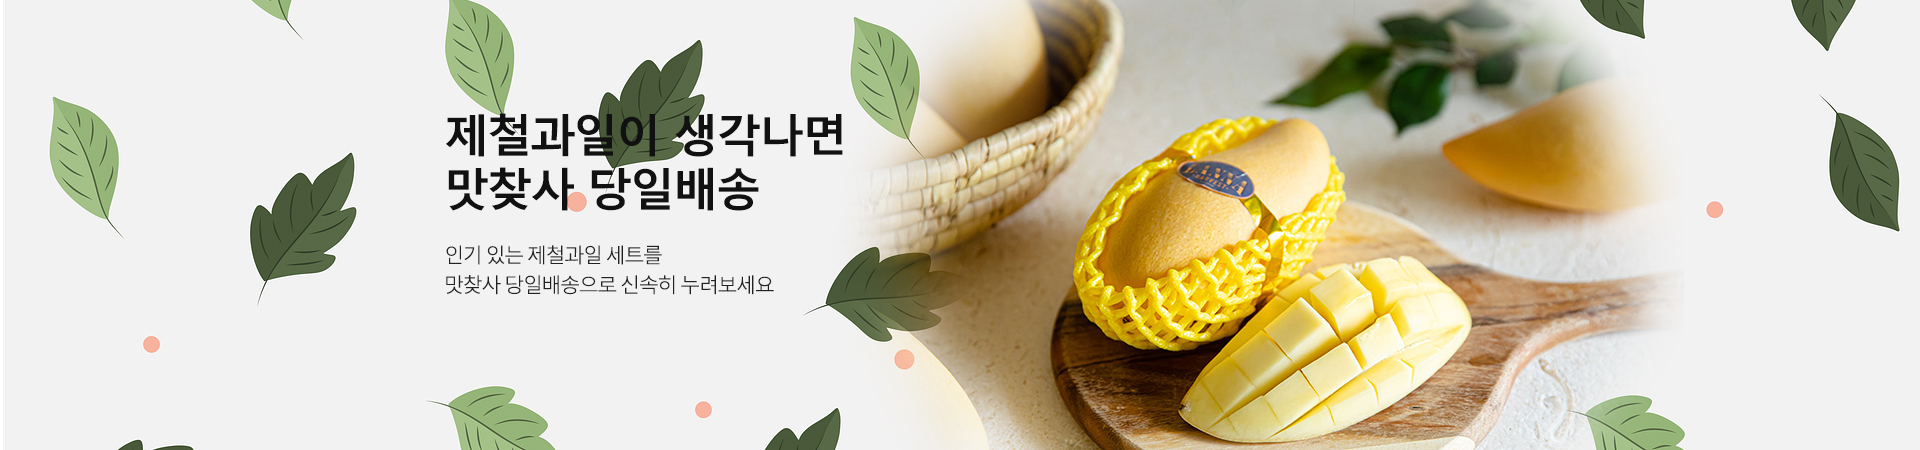 제철과일이 생각나면
맛찾사 당일배송
인기 있는 제철과일 세트를
맛찾사 당일배송으로 신속히 누려보세요